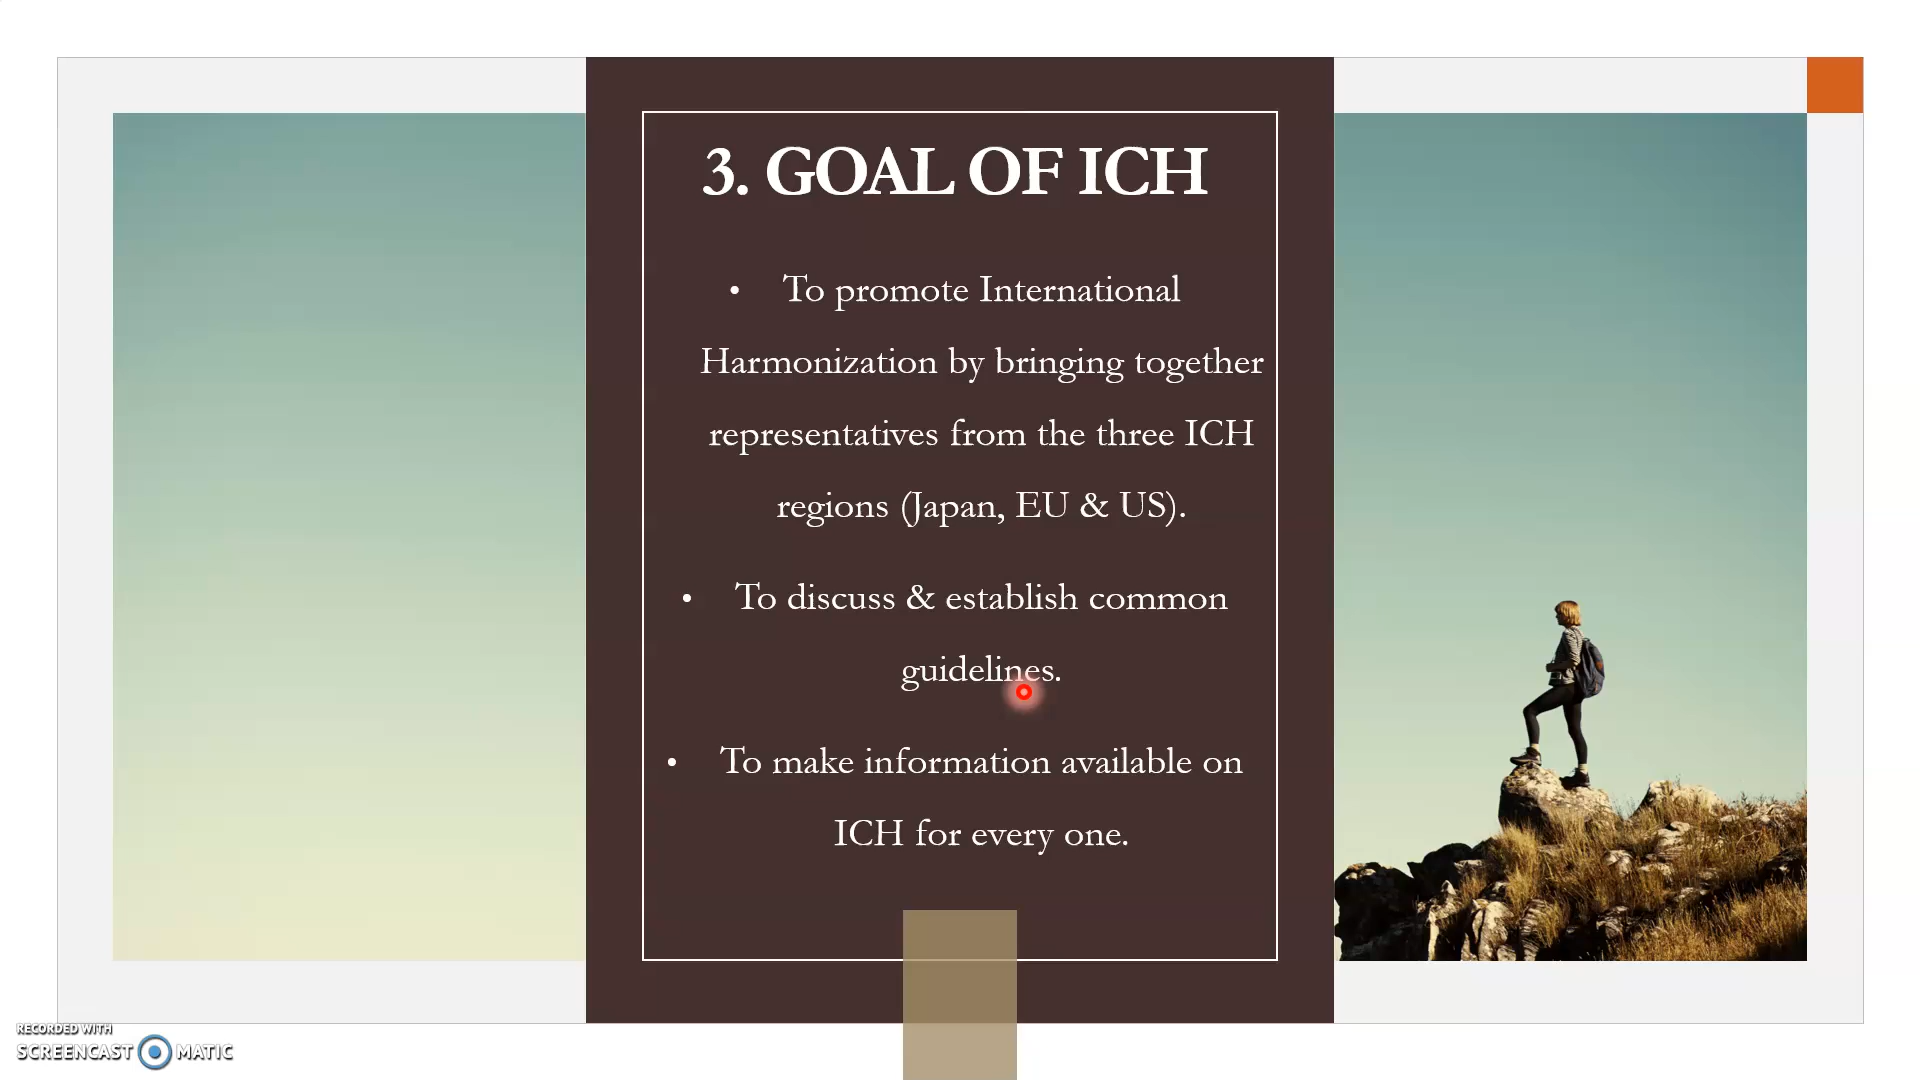 3. GOAL OF ICH
• To promote International
Harmonization by bringing together
representatives from the three ICH
regions (Japan, EU & US).
• To discuss & establish common
guidelines.
• To make information available on
ICH for every one.
RECORDED WITH
SCREENCAST MATIC